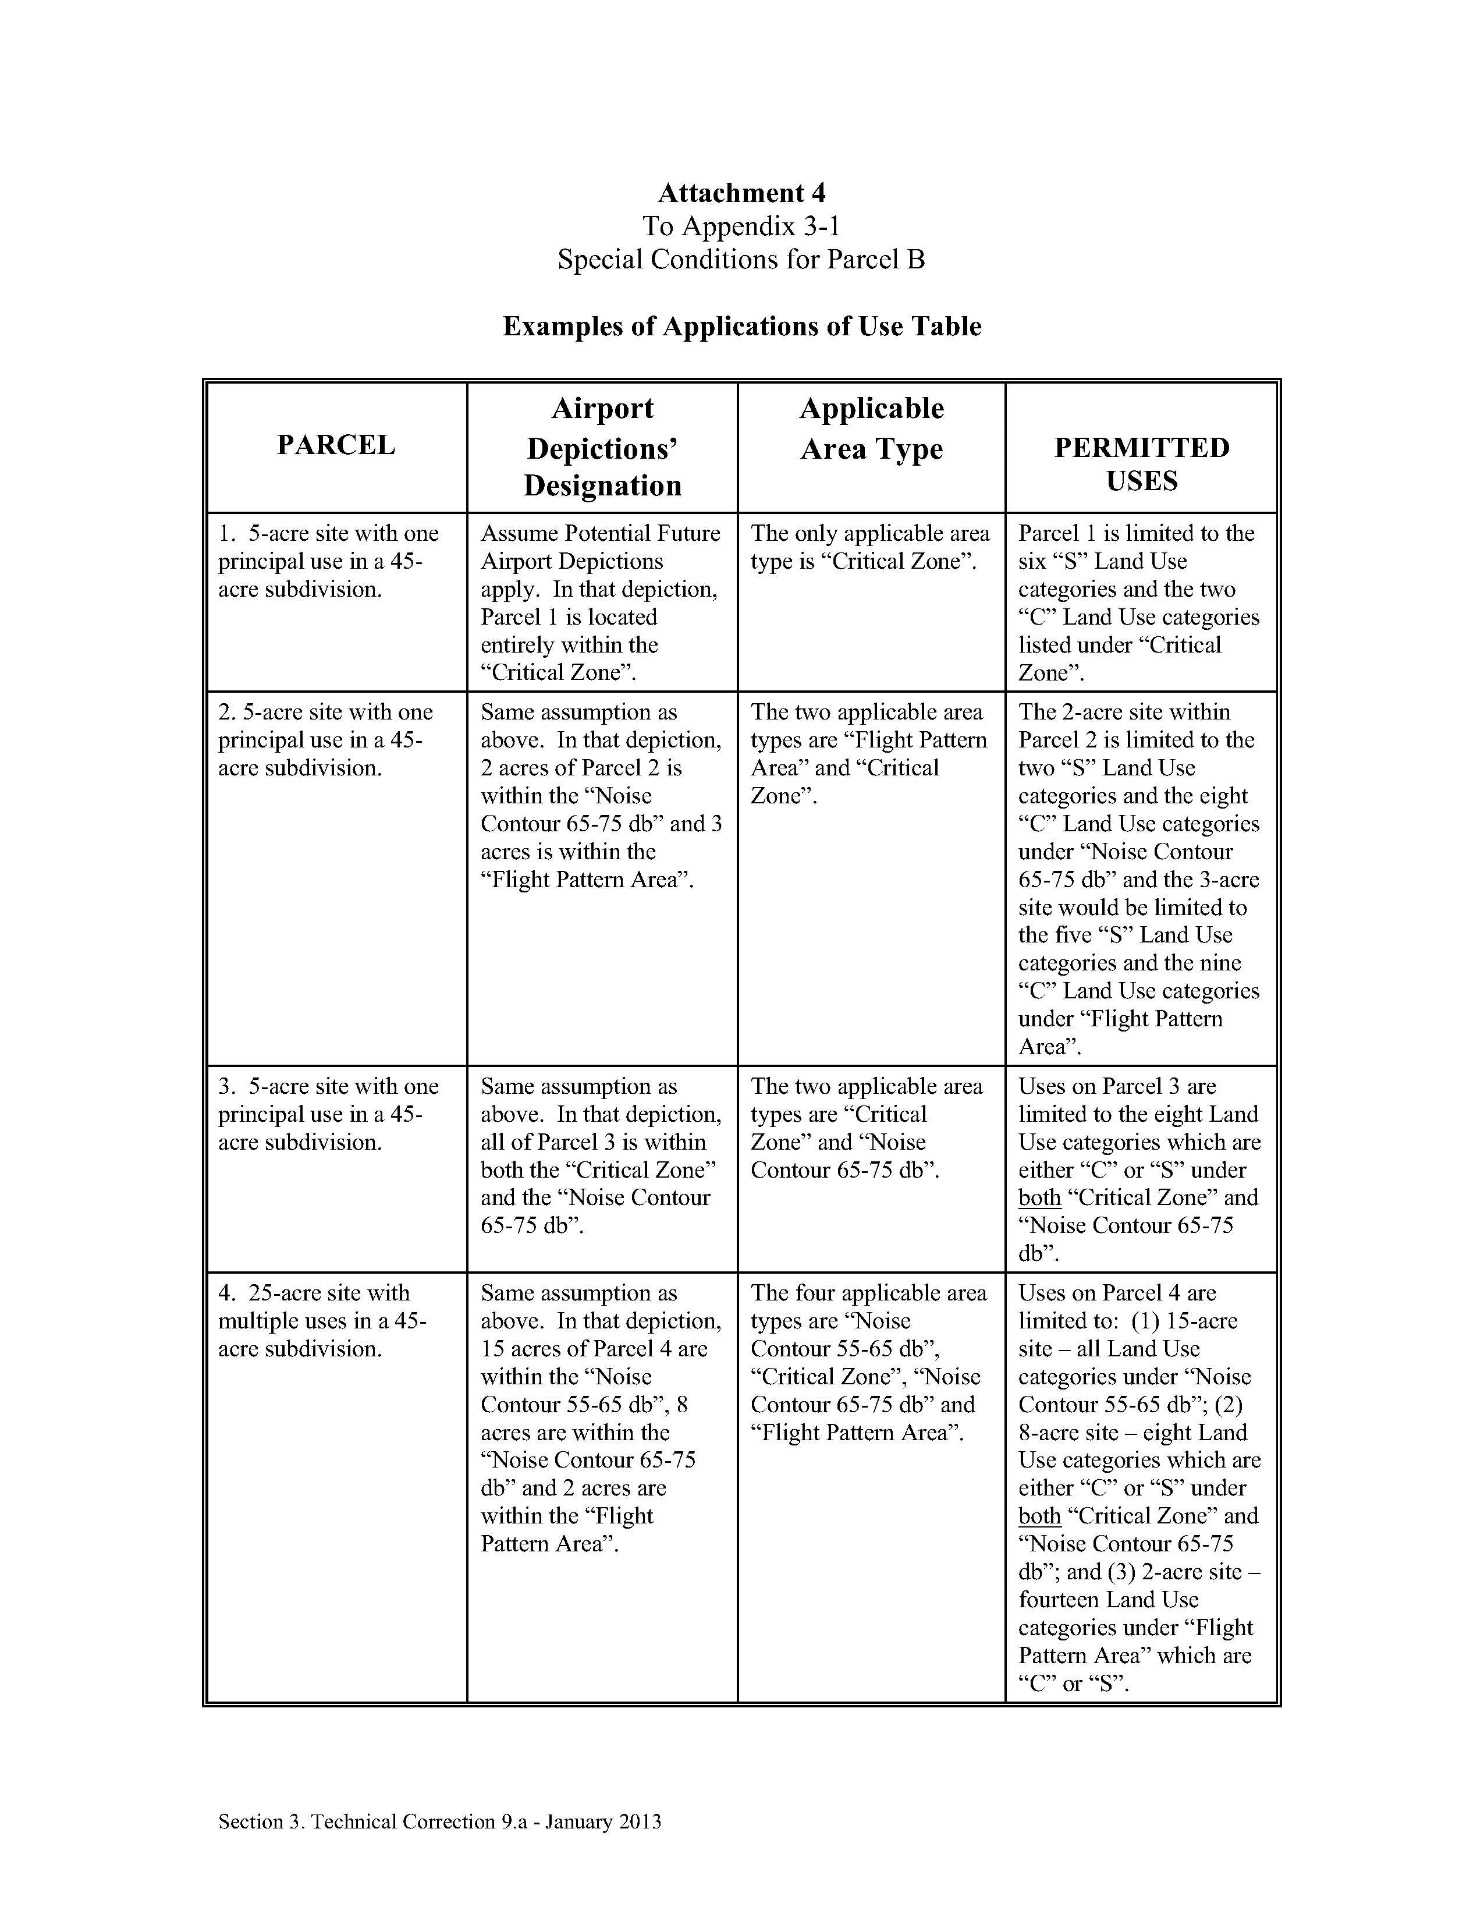 Attachment 4
To Appendix 3-1
Special Conditions for Parcel B
Examples of Applications of Use Table
PARCEL
Airport
Depictions’
Designation
Applicable
Area Type
PERMITTED
USES
1.  5-acre site with one
principal use in a 45-
acre subdivision.
Assume Potential Future
Airport Depictions
apply.  In that depiction,
Parcel 1 is located
entirely within the
“Critical Zone”.
The only applicable area
type is “Critical Zone”.
Parcel 1 is limited to the
six “S” Land Use
categories and the two
“C” Land Use categories
listed under “Critical
Zone”.
2. 5-acre site with one
principal use in a 45-
acre subdivision.
Same assumption as
above.  In that depiction,
2 acres of Parcel 2 is
within the “Noise
Contour 65-75 db” and 3
acres is within the
“Flight Pattern Area”.
The two applicable area
types are “Flight Pattern
Area” and “Critical
Zone”.
The 2-acre site within
Parcel 2 is limited to the
two “S” Land Use
categories and the eight
“C” Land Use categories
under “Noise Contour
65-75 db” and the 3-acre
site would be limited to
the five “S” Land Use
categories and the nine
“C” Land Use categories
under “Flight Pattern
Area”.
3.  5-acre site with one
principal use in a 45-
acre subdivision.
Same assumption as
above.  In that depiction,
all of Parcel 3 is within
both the “Critical Zone”
and the “Noise Contour
65-75 db”.
The two applicable area
types are “Critical
Zone” and “Noise
Contour 65-75 db”.
Uses on Parcel 3 are
limited to the eight Land
Use categories which are
either “C” or “S” under
both “Critical Zone” and
“Noise Contour 65-75
db”.
4.  25-acre site with
multiple uses in a 45-
acre subdivision.
Same assumption as
above.  In that depiction,
15 acres of Parcel 4 are
within the “Noise
Contour 55-65 db”, 8
acres are within the
“Noise Contour 65-75
db” and 2 acres are
within the “Flight
Pattern Area”.
The four applicable area
types are “Noise
Contour 55-65 db”,
“Critical Zone”, “Noise
Contour 65-75 db” and
“Flight Pattern Area”.
Uses on Parcel 4 are
limited to:  (1) 15-acre
site – all Land Use
categories under “Noise
Contour 55-65 db”; (2)
8-acre site – eight Land
Use categories which are
either “C” or “S” under
both “Critical Zone” and
“Noise Contour 65-75
db”; and (3) 2-acre site –
fourteen Land Use
categories under “Flight
Pattern Area” which are
“C” or “S”.
Section 3. Technical Correction 9.a - January 2013